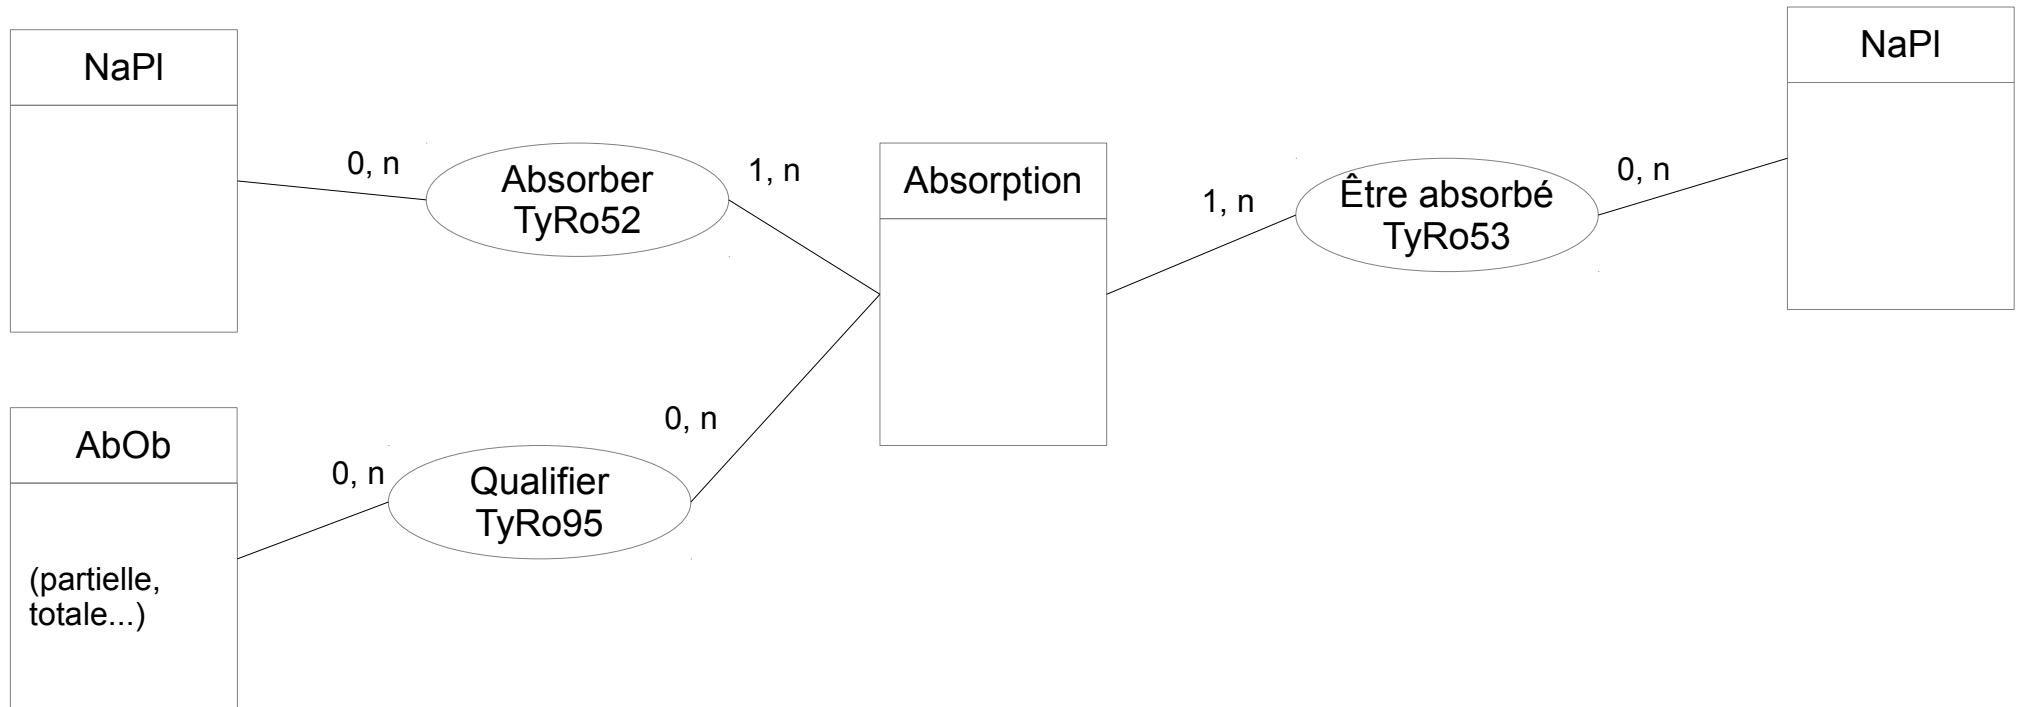 NaPl
0, n
Absorber
TyRo52
1, n
Absorption
1, n
Être absorbé
TyRo53
0, n
NaPl
AbOb
(partielle,
totale...)
0, n
Qualifier
TyRo95
0, n